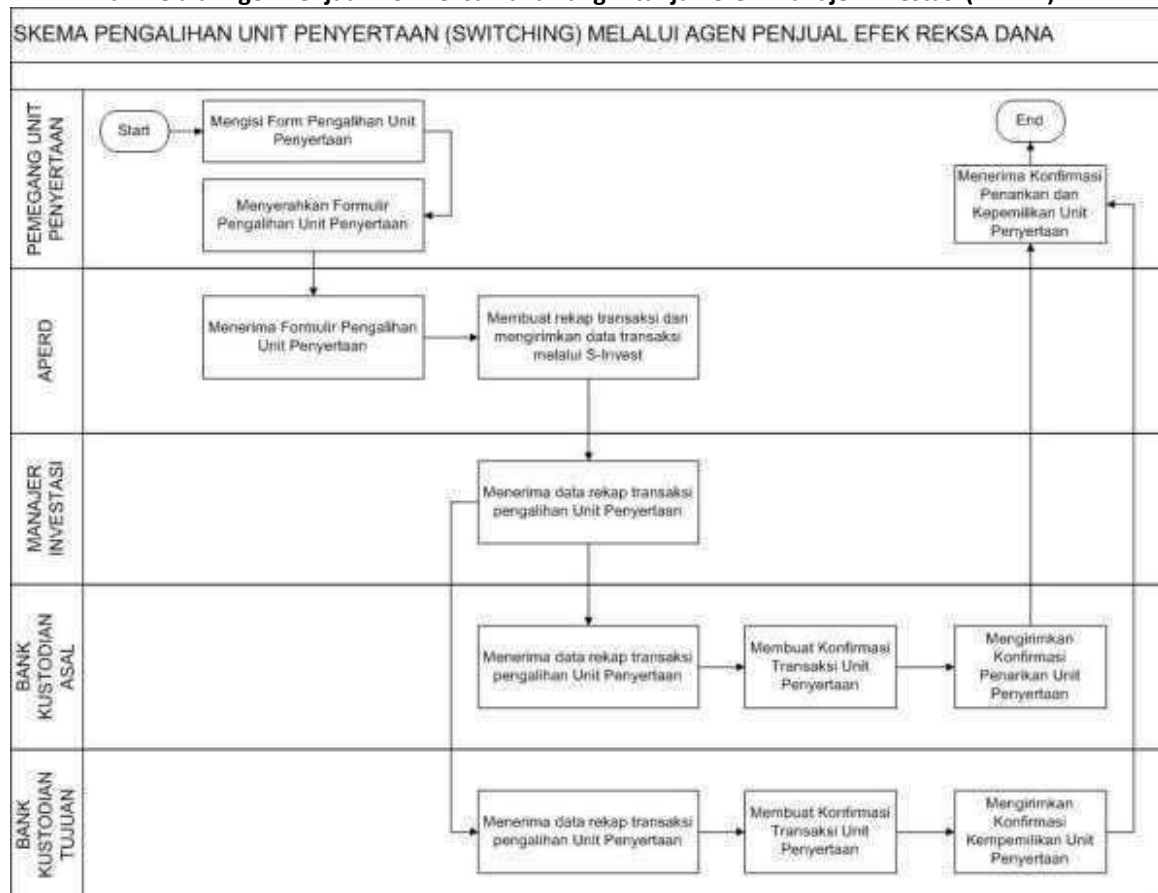 SKEMA PENGALIHAN UNIT PENYERTAAN (SWITCHING) MELALUI AGEN PENJUAL EFEK REKSA DANA
PEMEGANG UNIT
PENYERTAAN
Start
Mengisi Form Pengalihan Unit
Penyertaan
Menyerahkan Formulir
Pengalihan Unit Penyertaan
End
Menerima Konfirmasi
Penarikan dan
Kepemilikan Unit
Penyertaan
APERD
Menerima Formulir Pengalihan
Unit Penyertaan
Membuat rekap transaksi dan
mengirimkan data transaksi
melalui S-Invest
MANAJER
INVESTASI
Menerima data rekap transaksi
pengalihan Unit Penyertaan
BANK
KUSTODIAN
ASAL
Menerima data rekap transaksi
pengalihan Unit Penyertaan
Membuat Konfirmasi
Transaksi Unit
Penyertaan
Mengirimkan
Konfirmasi
Penarikan Unit
Penyertaan
BANK
KUSTODIAN
TUJUAN
Menerima data rekap transaksi
pengalihan Unit Penyertaan
Membuat Konfirmasi
Transaksi Unit
Penyertaan
Mengirimkan
Konfirmasi
Kempemilikan Unit
Penyertaan